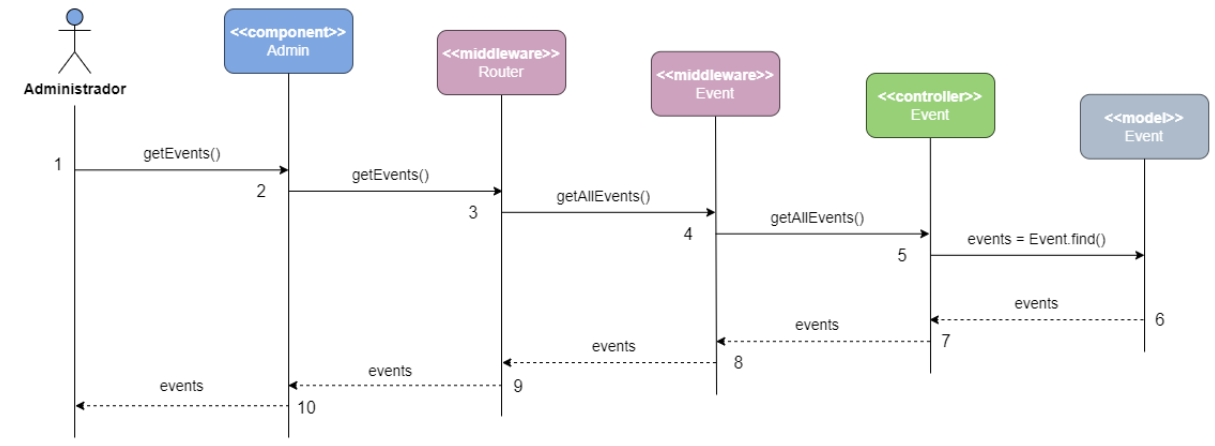 <<component>>
Admin
<<middleware>>
Router
<<middleware>>
Event
<<controller>>
Event
<<model>>
Event
Administrador
1
getEvents()
2
getEvents()
3
getAllEvents()
4
getAllEvents()
5
events = Event.find()
events
6
events
7
events
8
events
9
events
10